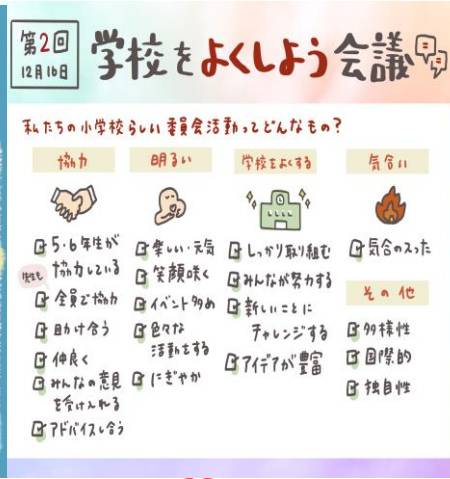 第2回
12月16日
学校をよくしよう会議
私たちの小学校らしい委員会活動ってどんなもの?
協力
5・6年生が
協力している
先生も
全員で協力
助け合う
仲良く
みんなの意見
を受け入れる
アドバイスし合う
明るい
楽しい・元気
笑顔咲く
イベント多め
色々な
活動をする
にぎやか
学校をよくする
しっかり取り組む
みんなが努力する
新しいことに
チャレンジする
アイデアが豊富
気合い
気合の入った
その他
多様性
国際的
独自性